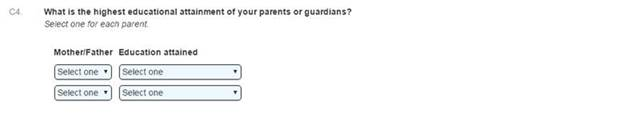 C4. What is the highest educational attainment of your parents or guardians?
Select one for each parent.
Mother/Father Education attained
Select one Select one
Select one Select one